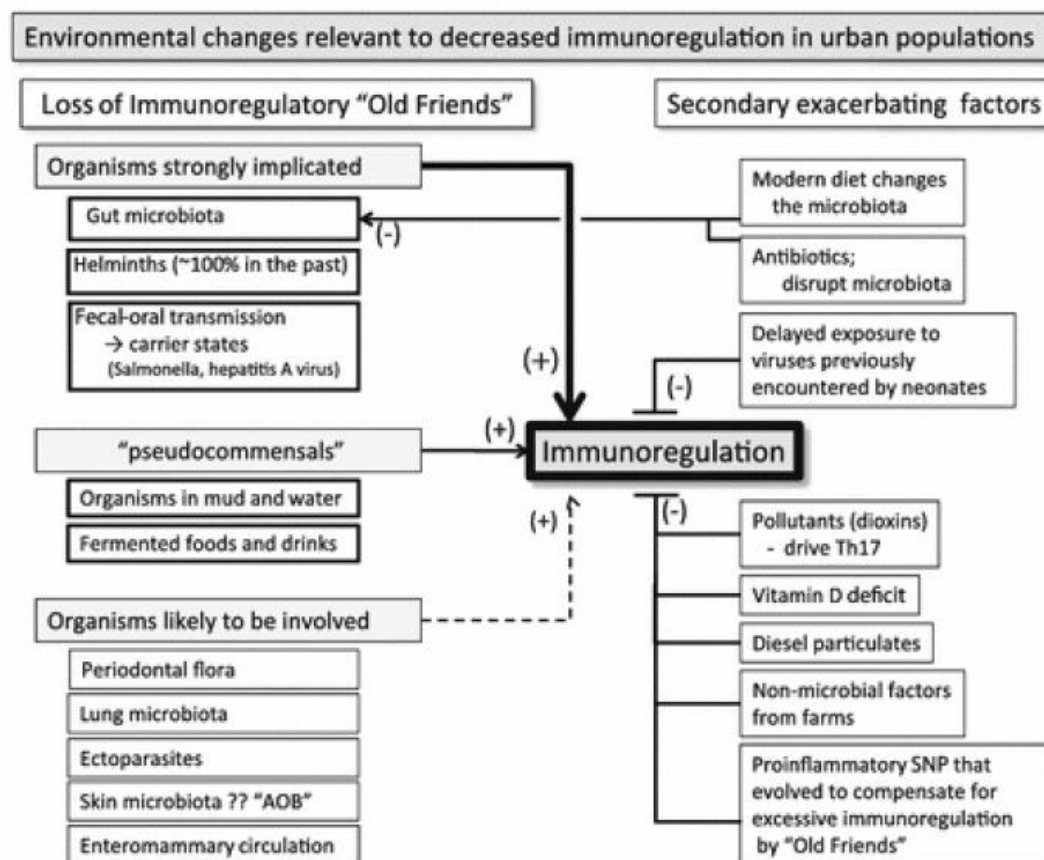 Environmental changes relevant to decreased immunoregulation in urban populations
Loss of Immunoregulatory “Old Friends”
Organisms strongly implicated
Gut microbiota
Helminths (~100% in the past)
Fecal-oral transmission
→ carrier states
(Salmonella, hepatitis A virus)
“pseudocommensals”
Organisms in mud and water
Fermented foods and drinks
Organisms likely to be involved
Periodontal flora
Lung microbiota
Ectoparasites
Skin microbiota ?? “AOB”
Enteromammary circulation
(-)
(+)
(+)
(+)
Immunoregulation
(-)
(-)
Secondary exacerbating factors
Modern diet changes
the microbiota
Antibiotics;
disrupt microbiota
Delayed exposure to
viruses previously
encountered by neonates
Pollutants (dioxins)
- drive Th17
Vitamin D deficit
Diesel particulates
Non-microbial factors
from farms
Proinflammatory SNP that
evolved to compensate for
excessive immunoregulation
by “Old Friends”